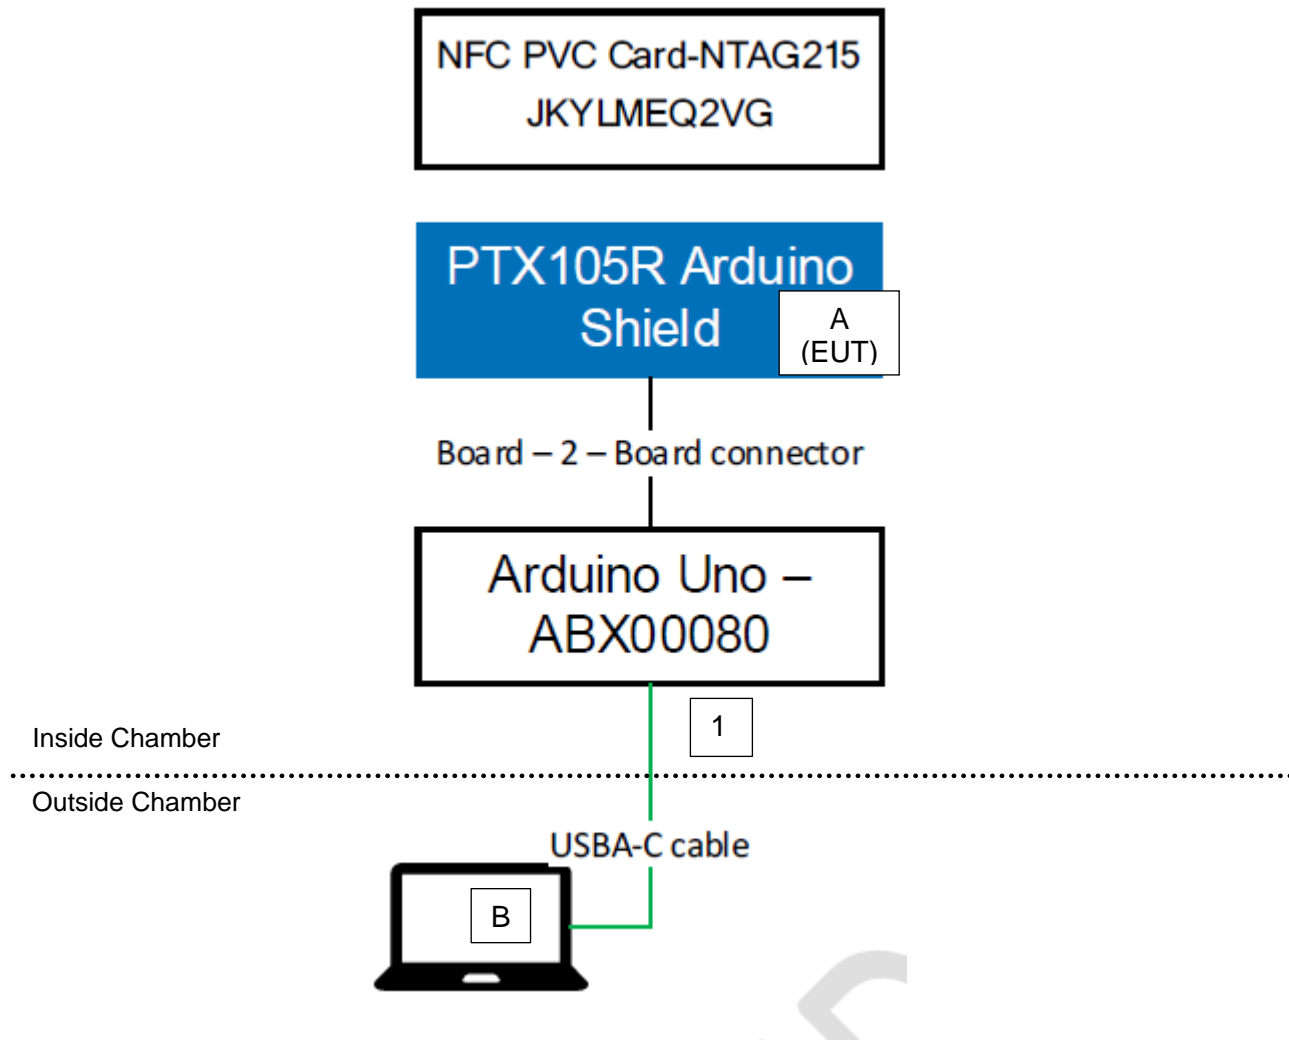 NFC PVC Card-NTAG215
JKYLMEQ2VG
PTX105R Arduino
Shield
A
(EUT)
Board – 2 – Board connector
Arduino Uno –
ABX00080
1
Inside Chamber
Outside Chamber
USBA-C cable
B